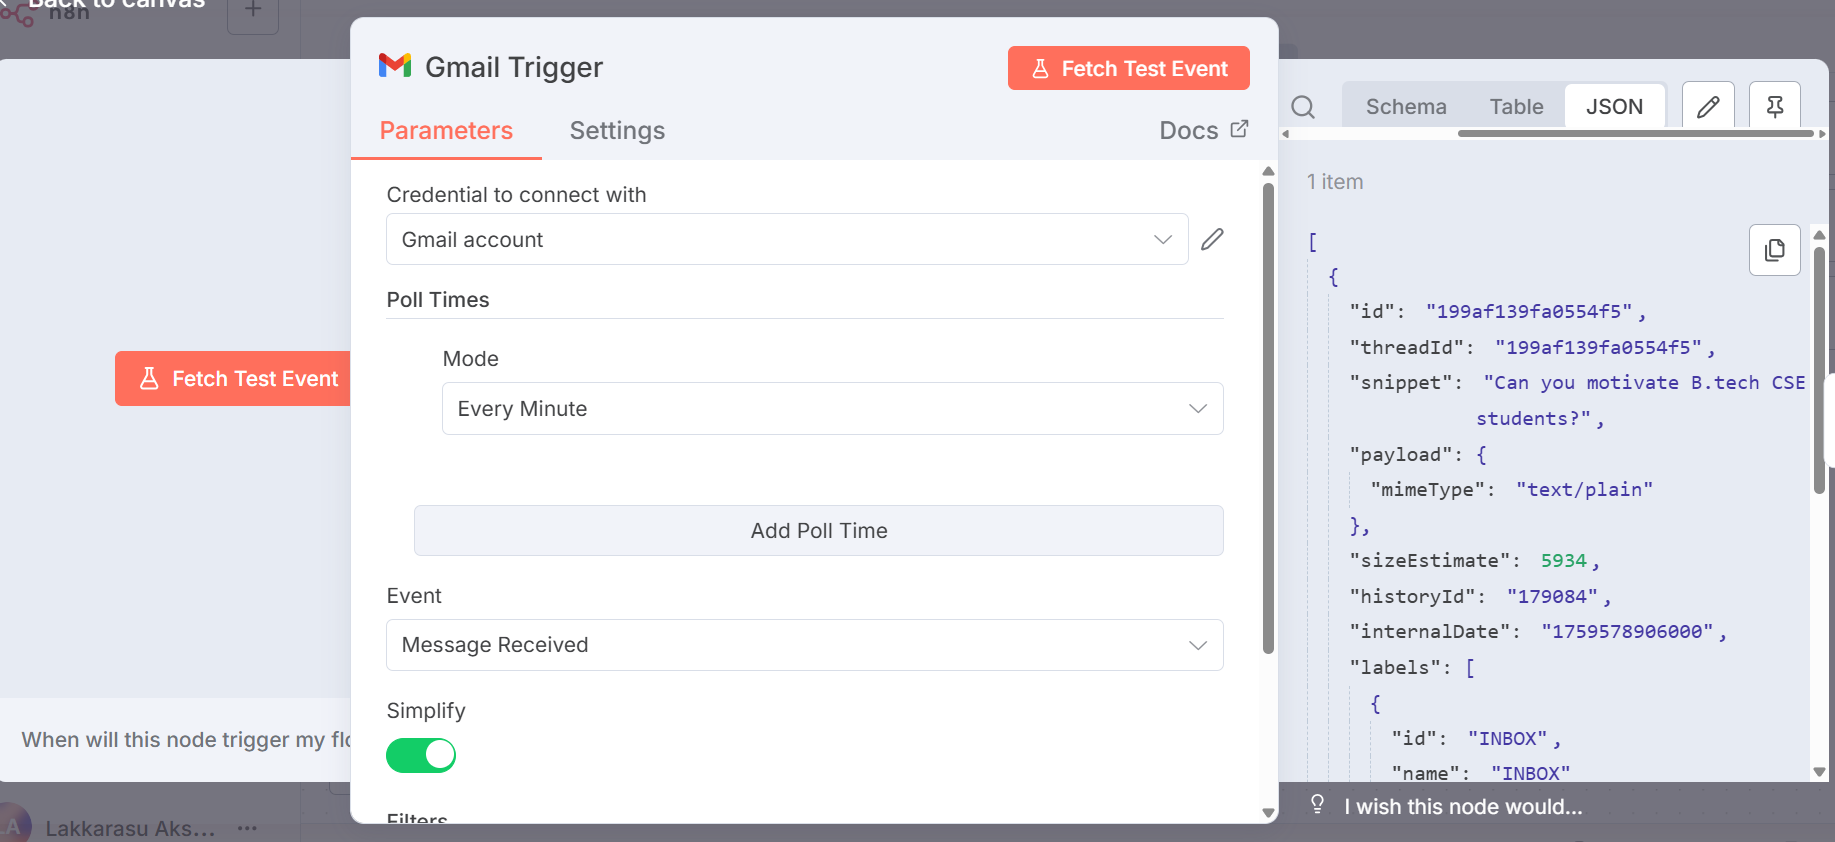 Back to canvas
n8n
Fetch Test Event
When will this node trigger my flo
LA
Lakkarasu Aks...
Gmail Trigger
Fetch Test Event
Parameters
Settings
Docs
Credential to connect with
Gmail account
Poll Times
Mode
Every Minute
Add Poll Time
Event
Message Received
Simplify
Filters
Schema
Table
JSON
1 item
[
{
"id": "199af139fa0554f5",
"threadId": "199af139fa0554f5",
"snippet": "Can you motivate B.tech CSE
students?",
"payload": {
"mimeType": "text/plain"
},
"sizeEstimate": 5934,
"historyId": "179084",
"internalDate": "1759578906000",
"labels": [
{
"id": "INBOX",
"name": "INBOX"
I wish this node would...